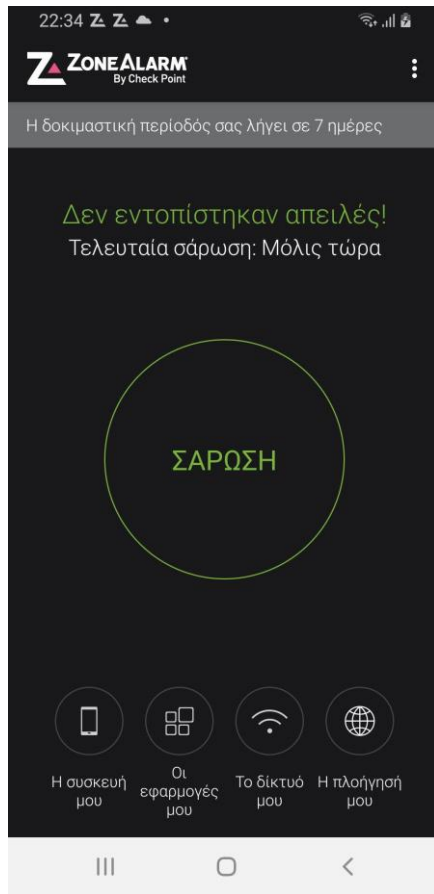 22:34
ZONEALARM
By Check Point
Η δοκιμαστική περίοδός σας λήγει σε 7 ημέρες
Δεν εντοπίστηκαν απειλές!
Τελευταία σάρωση: Μόλις τώρα
ΣΑΡΩΣΗ
Η συσκευή μου
Οι εφαρμογές μου
Το δίκτυό μου
Η πλοήγησή μου